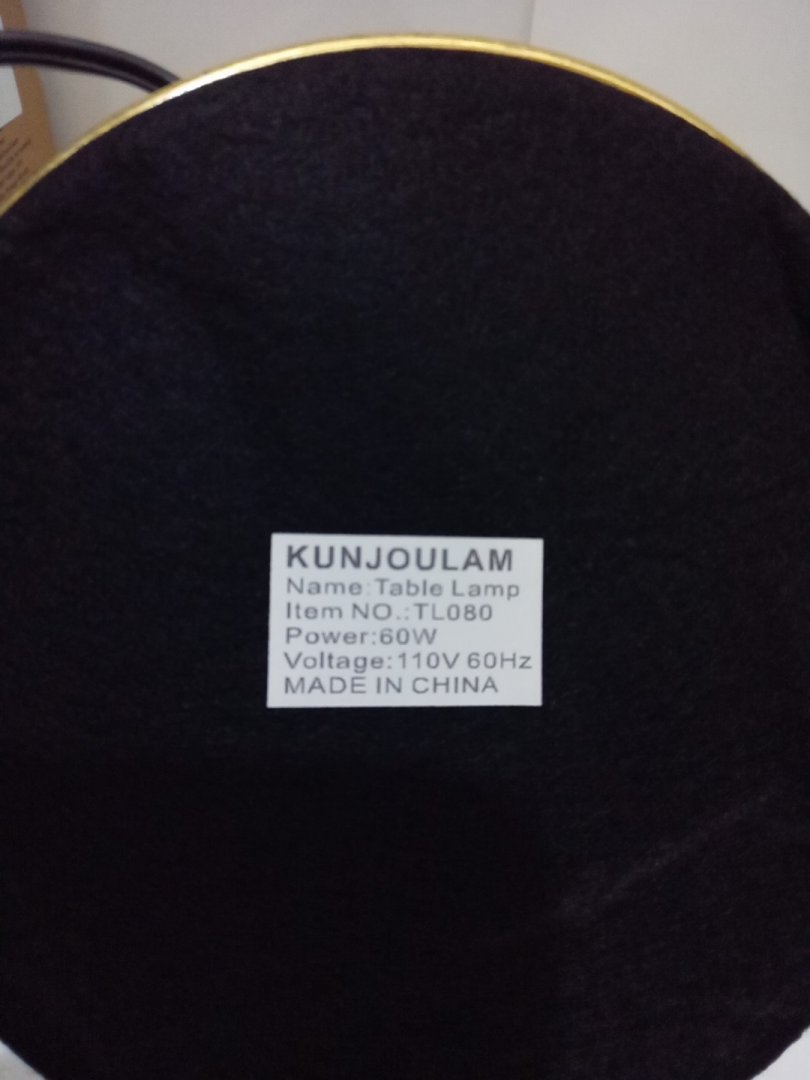 KUNJOULAM
Name:Table Lamp
Item NO.:TL080
Power:60W
Voltage:110V 60Hz
MADE IN CHINA